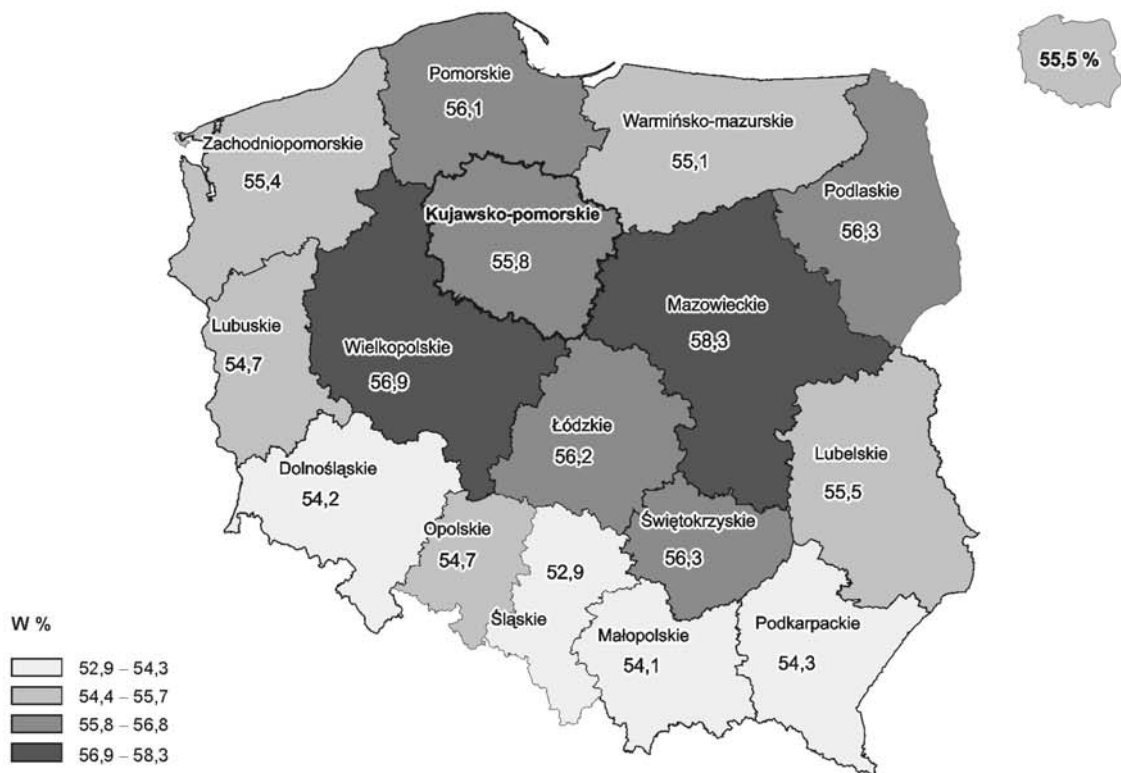 55,5 %
Pomorskie
56,1
Warmińsko-mazurskie
55,1
Zachodniopomorskie
55,4
Podlaskie
56,3
Kujawsko-pomorskie
55,8
Mazowieckie
58,3
Lubuskie
54,7
Wielkopolskie
56,9
Łódzkie
56,2
Lubelskie
55,5
Dolnośląskie
54,2
Opolskie
54,7
Świętokrzyskie
56,3
52,9
Śląskie
Małopolskie
54,1
Podkarpackie
54,3
W %
52,9 – 54,3
54,4 – 55,7
55,8 – 56,8
56,9 – 58,3